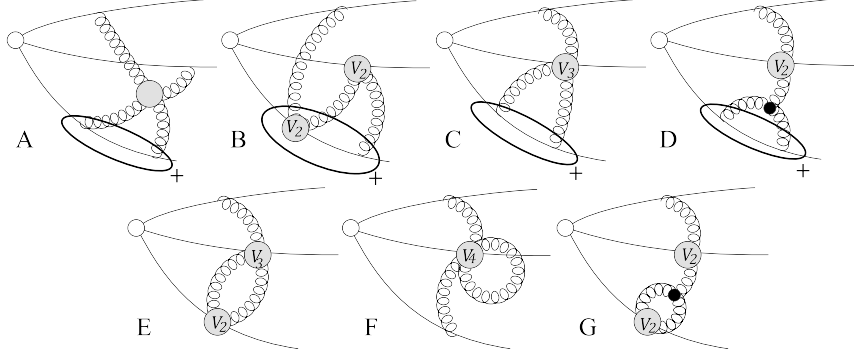 V₂ V₃ V₂
V₂
A B C D
+ + + +
V₃ V₄ V₂
V₂ V₂
E F G